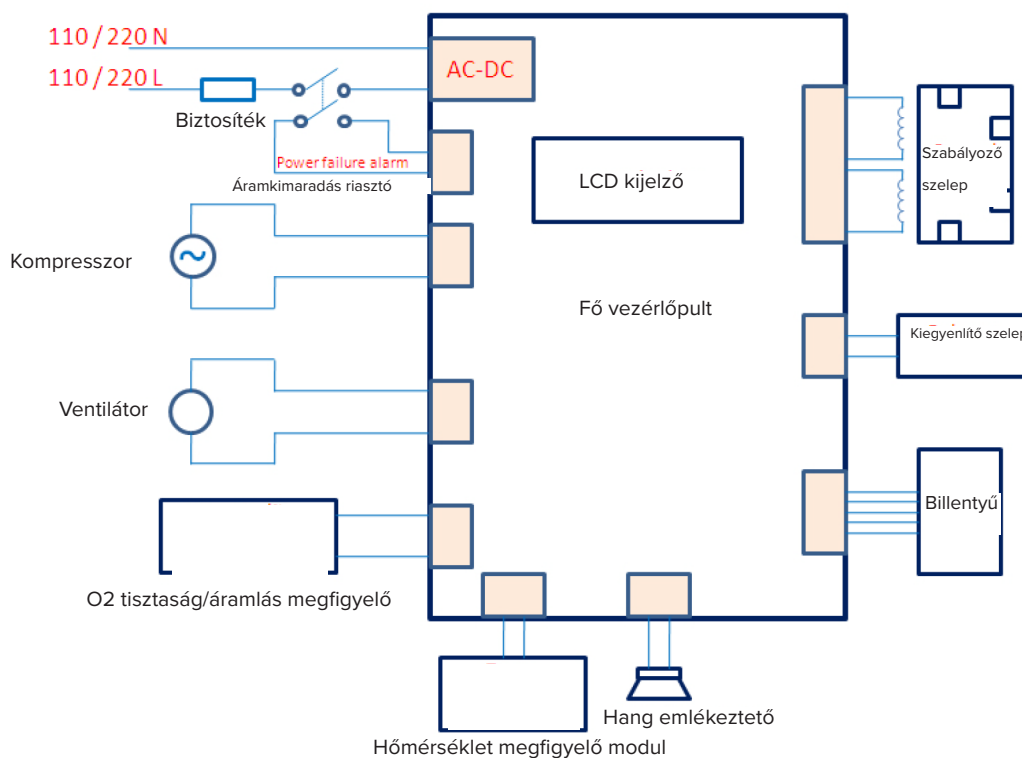 110 / 220 N
110 / 220 L
AC-DC
Biztosíték
Power failure alarm
Áramkimaradás riasztó
LCD kijelző
Szabályozó
szelep
Kompresszor
Fő vezérlőpult
Kiegyenlítő szelep
Ventilátor
Billentyű
O2 tisztaság/áramlás megfigyelő
Hang emlékeztető
Hőmérséklet megfigyelő modul